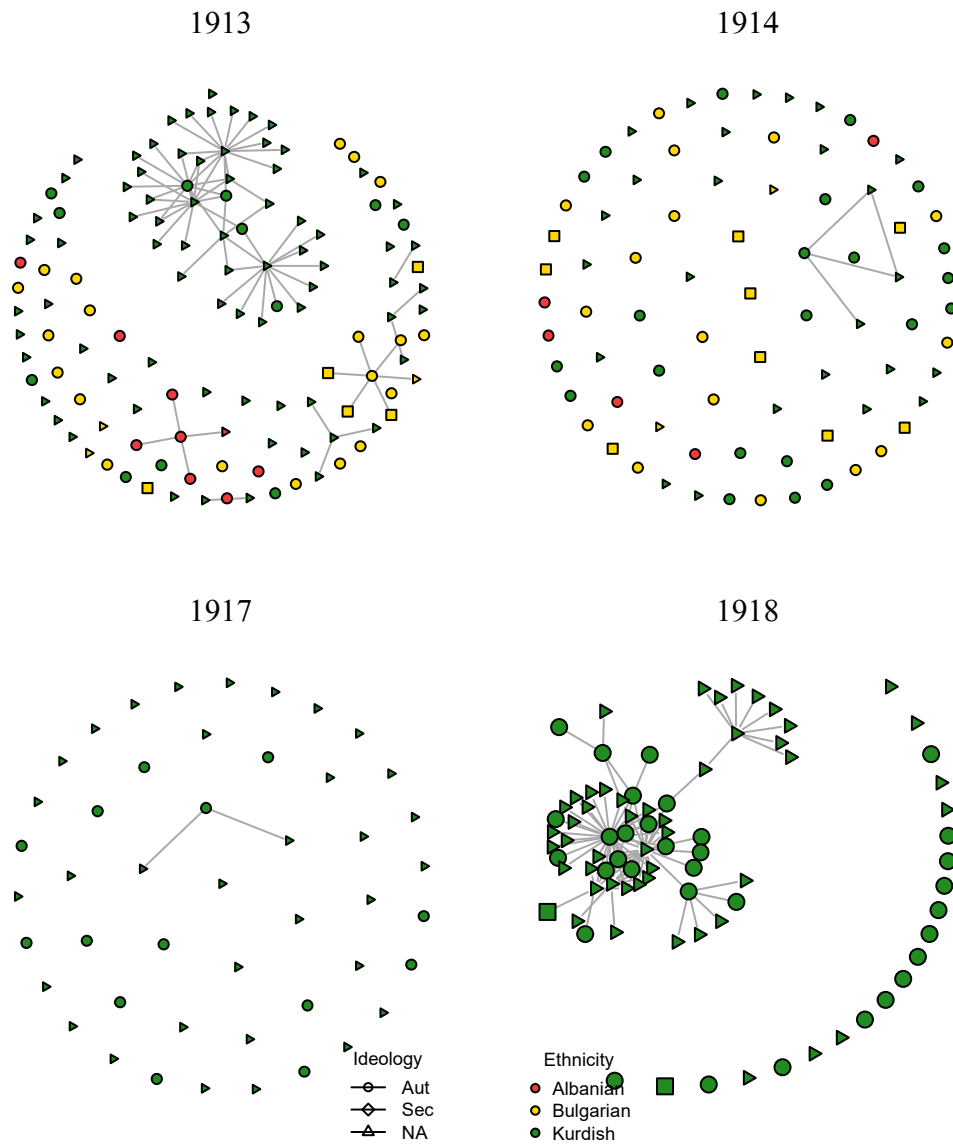 1913
1914
1917
1918
Ideology
Aut
Sec
NA
Ethnicity
Albanian
Bulgarian
Kurdish